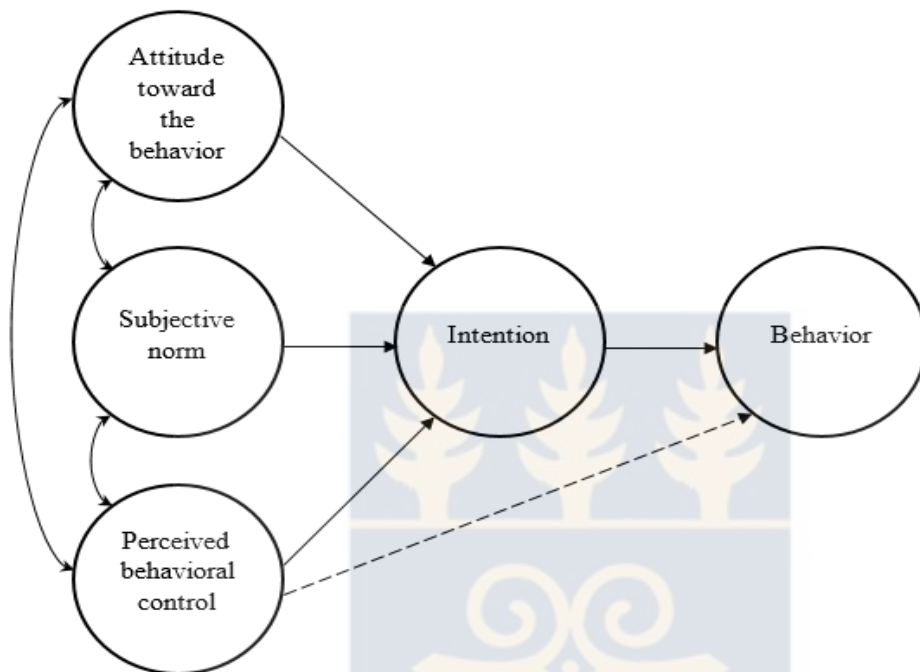 Attitude
toward
the
behavior
Subjective
norm
Intention
Behavior
Perceived
behavioral
control